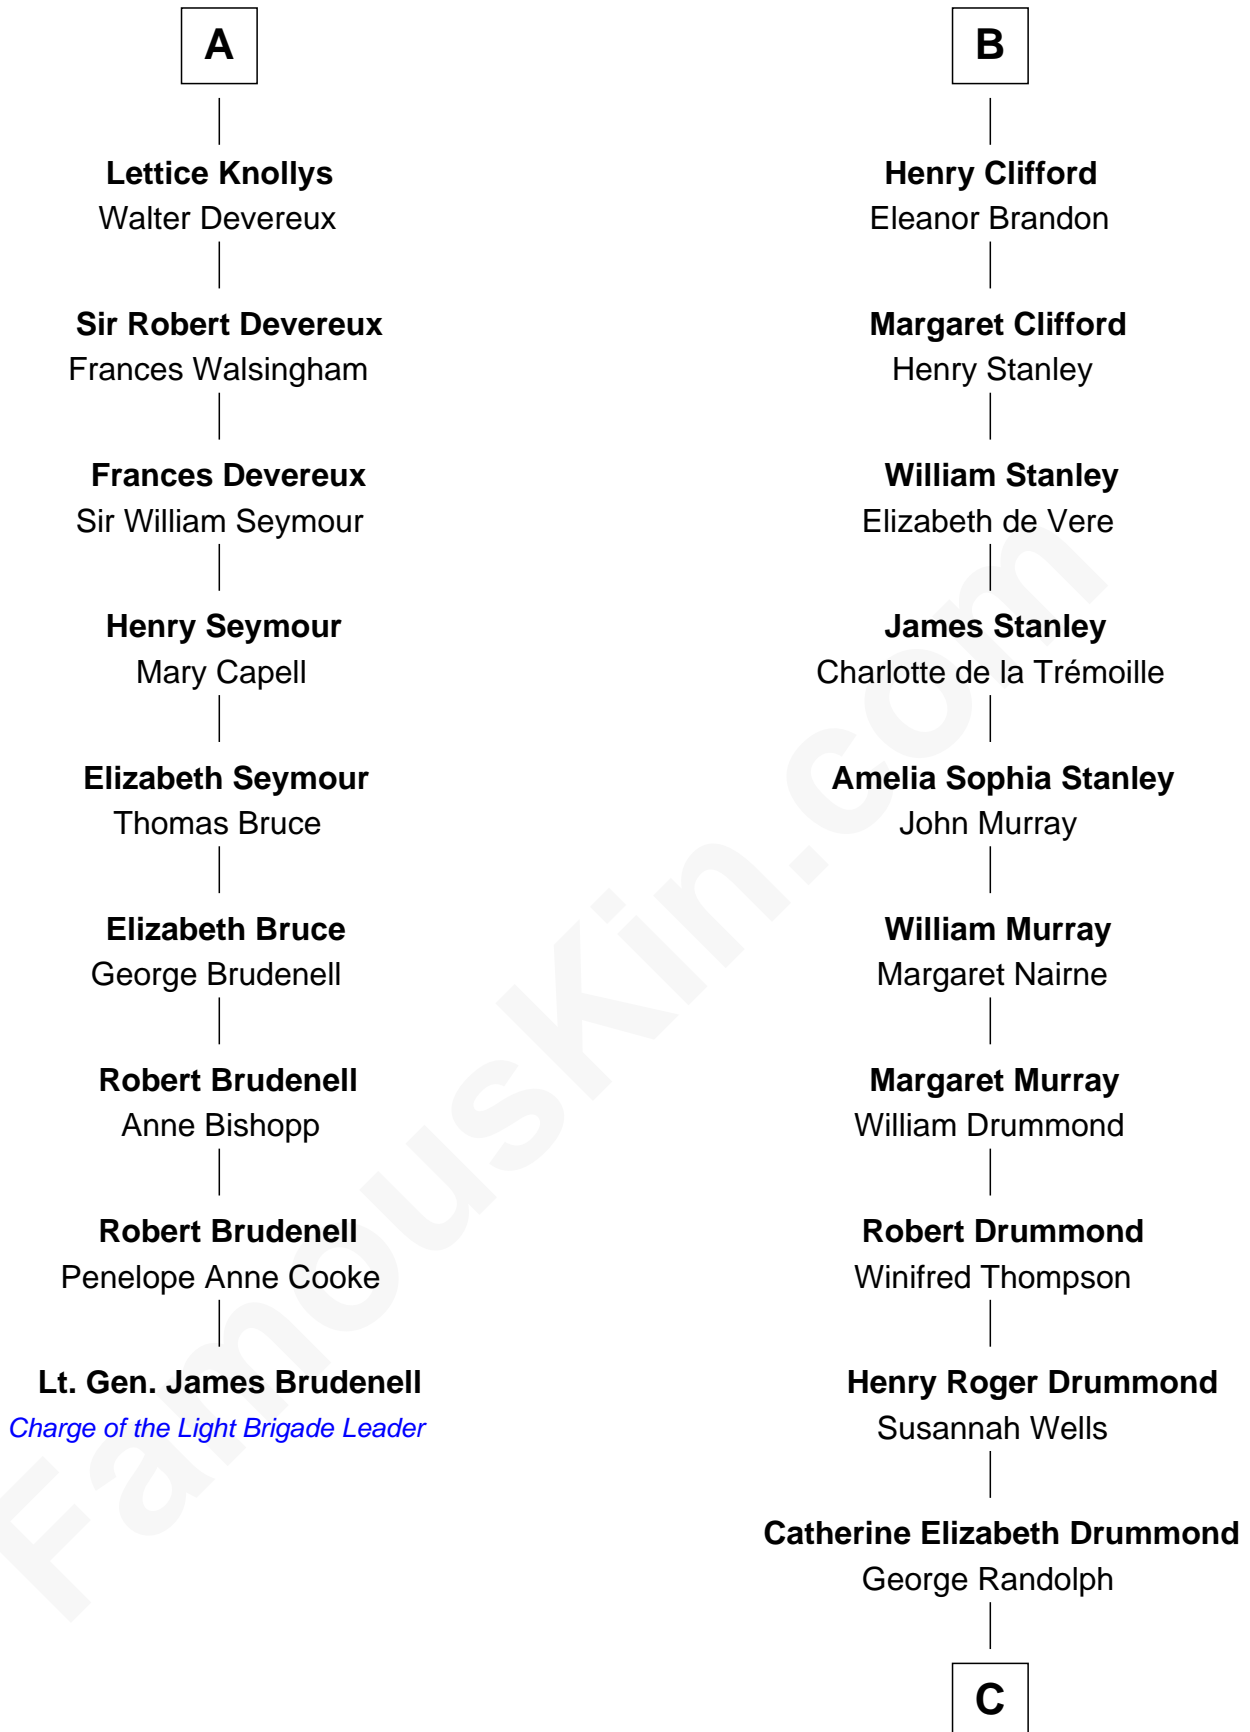 A
Lettice Knollys
Walter Devereux
Sir Robert Devereux
Frances Walsingham
Frances Devereux
Sir William Seymour
Henry Seymour
Mary Capell
Elizabeth Seymour
Thomas Bruce
Elizabeth Bruce
George Brudenell
Robert Brudenell
Anne Bishopp
Robert Brudenell
Penelope Anne Cooke
Lt. Gen. James Brudenell
Charge of the Light Brigade Leader
B
Henry Clifford
Eleanor Brandon
Margaret Clifford
Henry Stanley
William Stanley
Elizabeth de Vere
James Stanley
Charlotte de la Trémoille
Amelia Sophia Stanley
John Murray
William Murray
Margaret Nairne
Margaret Murray
William Drummond
Robert Drummond
Winifred Thompson
Henry Roger Drummond
Susannah Wells
Catherine Elizabeth Drummond
George Randolph
C
FamousKin.com